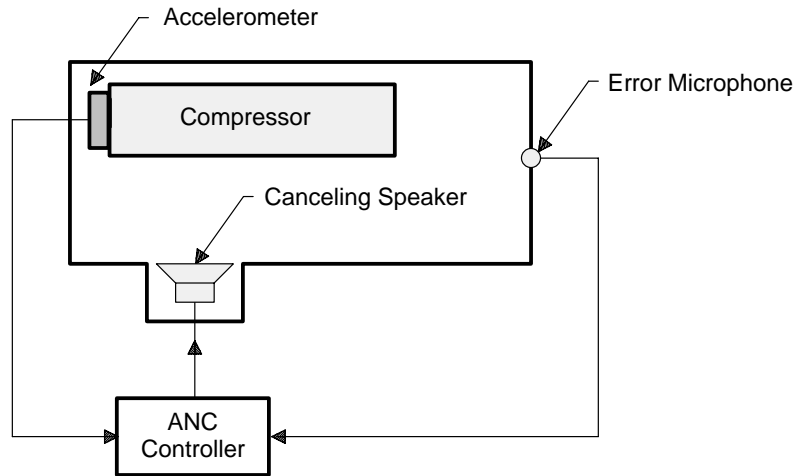 Accelerometer
Error Microphone
Compressor
Canceling Speaker
ANC
Controller